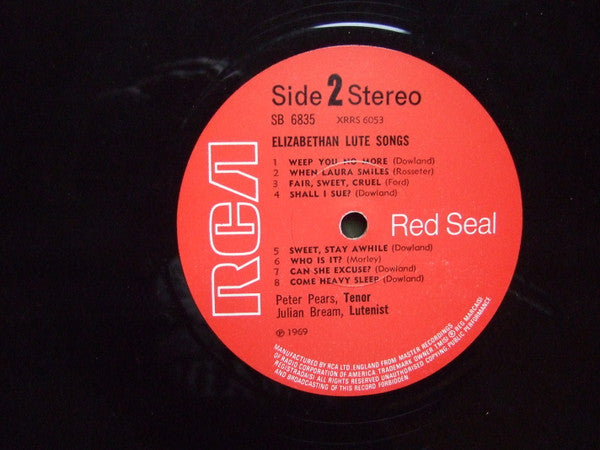 RCA
Side 2 Stereo
SB 6835 XRRS 6053
ELIZABETHAN LUTE SONGS
1 WEEP YOU NO MORE (Dowland)
2 WHEN LAURA SMILES (Rosseter)
3 FAIR, SWEET, CRUEL (Ford)
4 SHALL I SUE? (Dowland)
Red Seal
5 SWEET, STAY AWHILE (Dowland)
6 WHO IS IT? (Morley)
7 CAN SHE EXCUSE? (Dowland)
8 COME HEAVY SLEEP (Dowland)
Peter Pears, Tenor
Julian Bream, Lutenist
℗ 1969
MANUFACTURED BY RCA LTD., ENGLAND FROM MASTER RECORDINGS
OF RADIO CORPORATION OF AMERICA. TRADEMARK OWNER. TM(S) ® RED MARCA(S)
REGISTRADA(S). ALL RIGHTS RESERVED UNAUTHORISED COPYING PUBLIC PERFORMANCE
AND BROADCASTING OF THIS RECORD FORBIDDEN